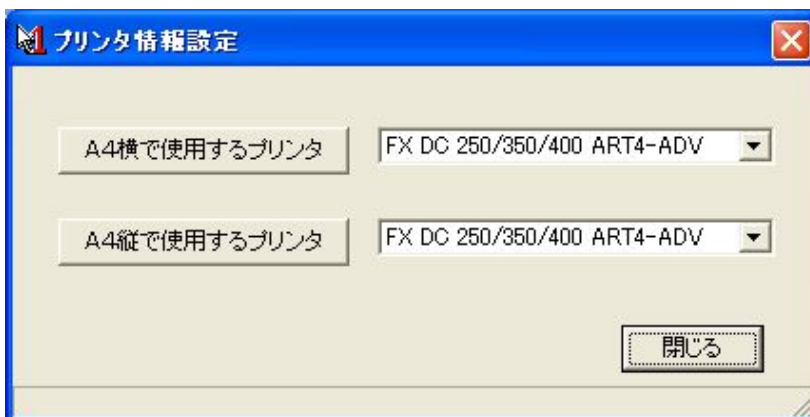 プリンタ情報設定
A4横で使用するプリンタ FX DC 250/350/400 ART4-ADV
A4縦で使用するプリンタ FX DC 250/350/400 ART4-ADV
閉じる